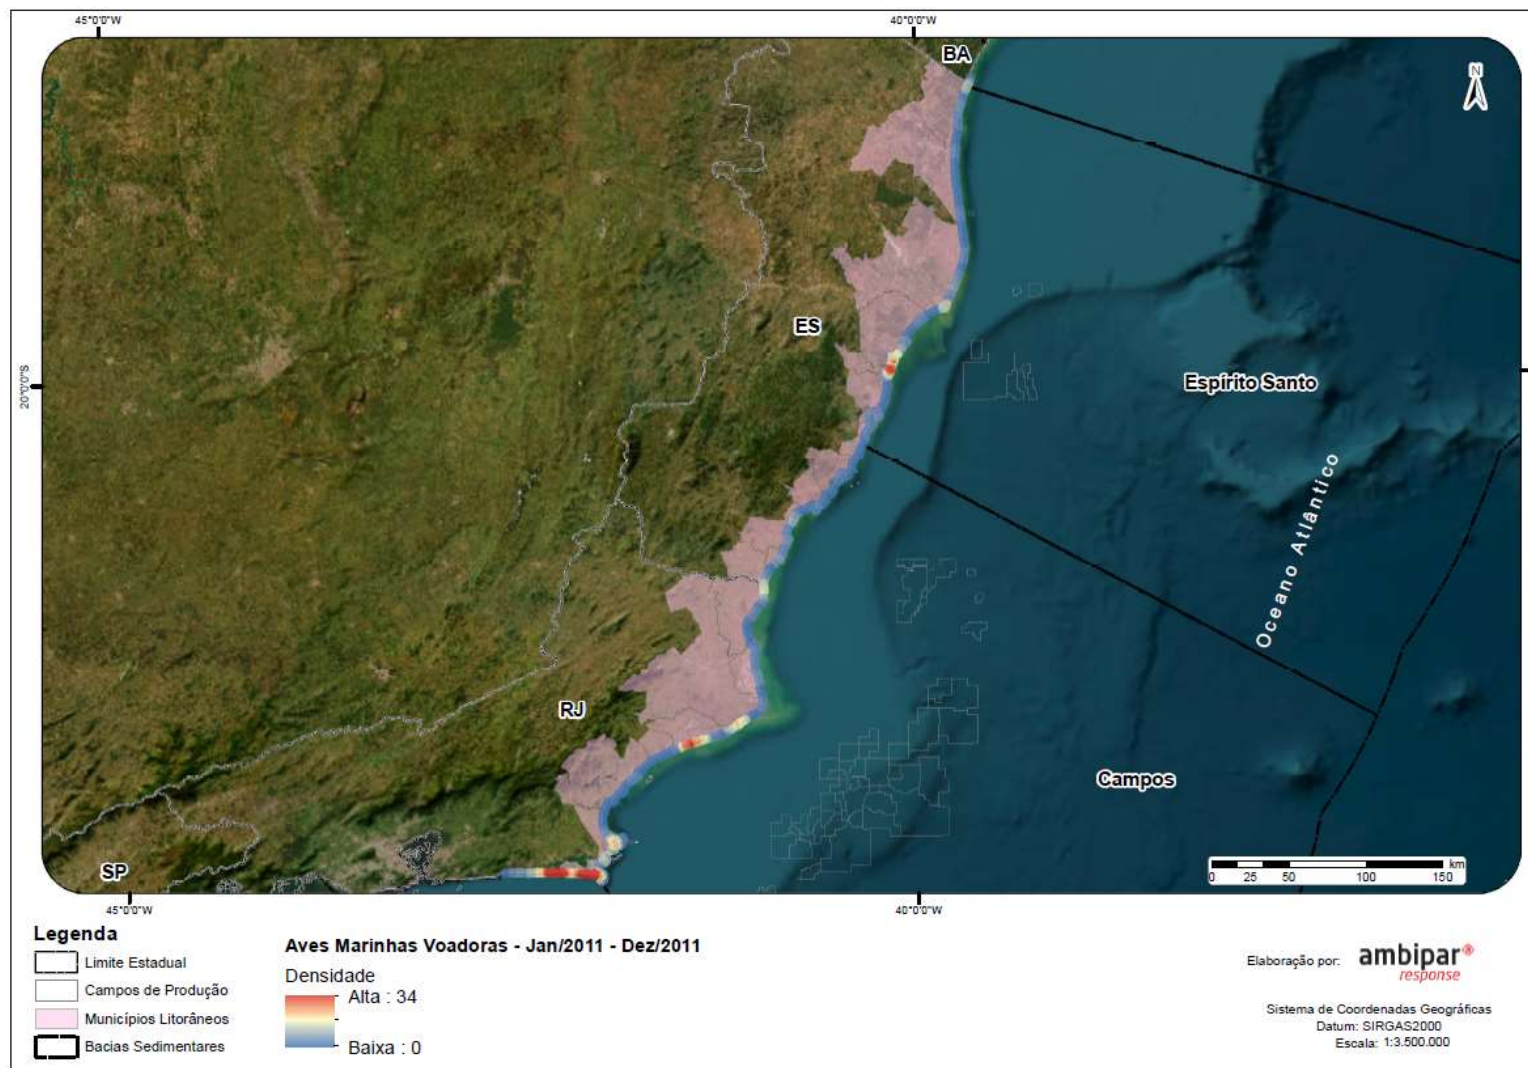 45°0'0"W 40°0'0"W
BA
N
ES
20°0'0"S
Espírito Santo
Oceano Atlântico
RJ
Campos
SP
km
0 25 50 100 150
45°0'0"W 40°0'0"W
Legenda
Limite Estadual
Campos de Produção
Municípios Litorâneos
Bacias Sedimentares
Aves Marinhas Voadoras - Jan/2011 - Dez/2011
Densidade
Alta : 34
Baixa : 0
Elaboração por: ambipar®
response
Sistema de Coordenadas Geográficas
Datum: SIRGAS2000
Escala: 1:3.500.000